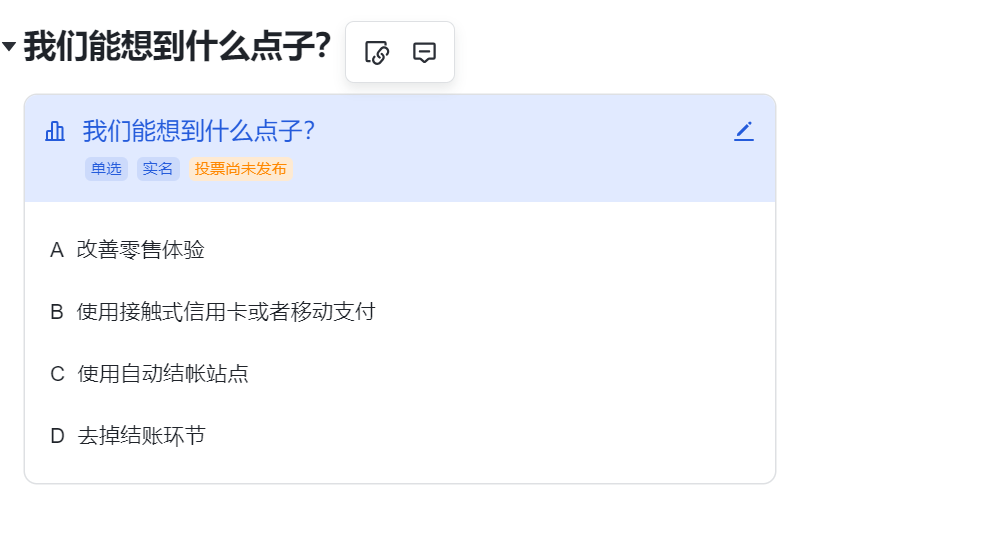 我们能想到什么点子?
我们能想到什么点子?
单选 实名 投票尚未发布
A 改善零售体验
B 使用接触式信用卡或者移动支付
C 使用自动结帐站点
D 去掉结账环节